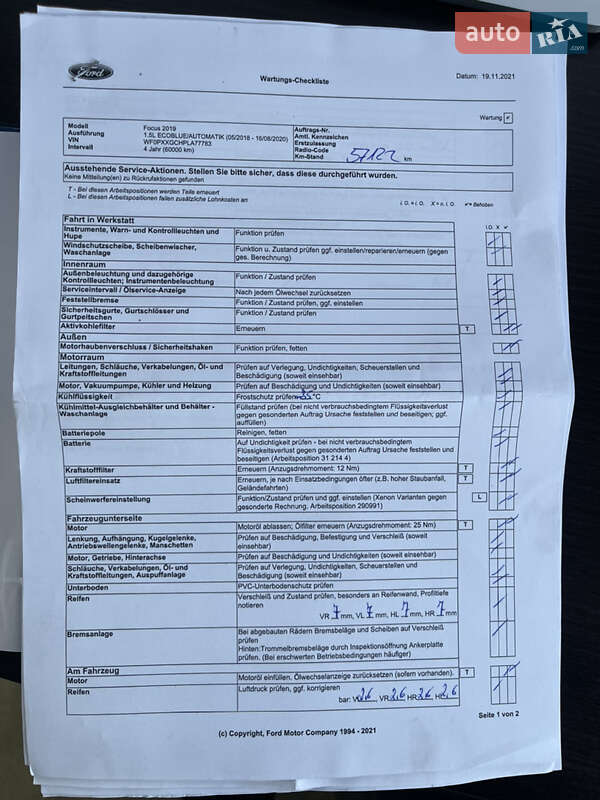 auto RIA .com
Ford
Wartungs-Checkliste
Datum: 19.11.2021
Wartung ✔
Modell Focus 2019
Ausführung 1.5L ECOBLUE/AUTOMATIK (05/2018 - 16/08/2020)
VIN WF0PXXGCHPLA77783
Intervall 4 Jahr (60000 km)
Auftrags-Nr.
Amtl. Kennzeichen
Erstzulassung
Radio-Code
Km-Stand 57122 km
Ausstehende Service-Aktionen. Stellen Sie bitte sicher, dass diese durchgeführt wurden.
Keine Mitteilung(en) zu Rückrufaktionen gefunden
T - Bei diesen Arbeitspositionen werden Teile erneuert
L - Bei diesen Arbeitspositionen fallen zusätzliche Lohnkosten an
i.O. = i.O. X = n. i.O. ✔= Behoben
Fahrt in Werkstatt
i.O. X ✔
Instrumente, Warn- und Kontrollleuchten und Hupe Funktion prüfen
Windschutzscheibe, Scheibenwischer, Waschanlage Funktion u. Zustand prüfen ggf. einstellen/reparieren/erneuern (gegen ges. Berechnung)
Innenraum
Außenbeleuchtung und dazugehörige Kontrollleuchten; Instrumentenbeleuchtung Funktion / Zustand prüfen
Serviceintervall / Ölservice-Anzeige Nach jedem Ölwechsel zurücksetzen
Feststellbremse Funktion / Zustand prüfen, ggf. einstellen
Sicherheitsgurte, Gurtschlösser und Gurtpeitschen Funktion / Zustand prüfen
Aktivkohlefilter Erneuern T
Außen
Motorhaubenverschluss / Sicherheitshaken Funktion prüfen, fetten
Motorraum
Leitungen, Schläuche, Verkabelungen, Öl- und Kraftstoffleitungen Prüfen auf Verlegung, Undichtigkeiten, Scheuerstellen und Beschädigung (soweit einsehbar)
Motor, Vakuumpumpe, Kühler und Heizung Prüfen auf Beschädigung und Undichtigkeiten (soweit einsehbar)
Kühlflüssigkeit Frostschutz prüfen °C
Kühlmittel-Ausgleichbehälter und Behälter - Waschanlage Füllstand prüfen (bei nicht verbrauchsbedingtem Flüssigkeitsverlust gegen gesonderten Auftrag Ursache feststellen und beseitigen; ggf. auffüllen)
Batteriepole Reinigen, fetten
Batterie Auf Undichtigkeit prüfen - bei nicht verbrauchsbedingtem Flüssigkeitsverlust gegen gesonderten Auftrag Ursache feststellen und beseitigen (Arbeitsposition 31 214 4)
Kraftstofffilter Erneuern (Anzugsdrehmoment: 12 Nm) T
Luftfiltereinsatz Erneuern, je nach Einsatzbedingungen öfter (z.B. hoher Staubanfall, Geländefahrten) T
Scheinwerfereinstellung Funktion/Zustand prüfen und ggf. einstellen (Xenon Varianten gegen gesonderte Rechnung, Arbeitsposition 290991) L
Fahrzeugunterseite
Motor Motoröl ablassen; Ölfilter erneuern (Anzugsdrehmoment: 25 Nm) T
Lenkung, Aufhängung, Kugelgelenke, Antriebswellengelenke, Manschetten Prüfen auf Beschädigung, Befestigung und Verschleiß (soweit einsehbar)
Motor, Getriebe, Hinterachse Prüfen auf Beschädigung und Undichtigkeiten (soweit einsehbar)
Schläuche, Verkabelungen, Öl- und Kraftstoffleitungen, Auspuffanlage Prüfen auf Verlegung, Undichtigkeiten, Scheuerstellen und Beschädigung (soweit einsehbar)
Unterboden PVC-Unterbodenschutz prüfen
Reifen Verschleiß und Zustand prüfen, besonders an Reifenwand, Profiltiefe notieren
VR 7 mm, VL 7 mm, HL 7 mm, HR 7 mm
Bremsanlage Bei abgebauten Rädern Bremsbeläge und Scheiben auf Verschleiß prüfen
Hinten:Trommelbremsbeläge durch Inspektionsöffnung Ankerplatte prüfen. (Bei erschwerten Betriebsbedingungen häufiger)
Am Fahrzeug
Motor Motoröl einfüllen. Ölwechselanzeige zurücksetzen (sofern vorhanden). T
Reifen Luftdruck prüfen, ggf. korrigieren
bar: VL 2,6 VR 2,6 HR 2,6 HL 2,6
Seite 1 von 2
(c) Copyright, Ford Motor Company 1994 - 2021